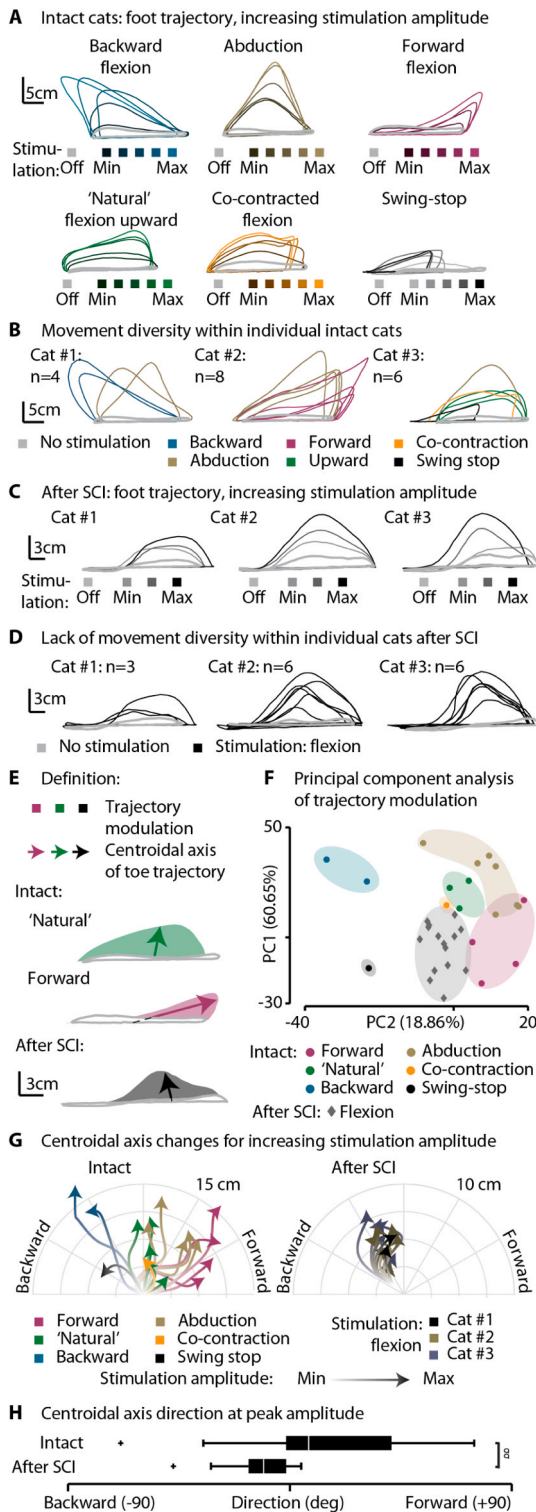 A Intact cats: foot trajectory, increasing stimulation amplitude
Backward flexion
Abduction
Forward flexion
5cm
Stimulation:
Off Min Max
Off Min Max
Off Min Max
'Natural' flexion upward
Co-contracted flexion
Swing-stop
Off Min Max
Off Min Max
Off Min Max
B Movement diversity within individual intact cats
Cat #1: n=4
Cat #2: n=8
Cat #3: n=6
5cm
No stimulation Backward Forward Co-contraction
Abduction Upward Swing stop
C After SCI: foot trajectory, increasing stimulation amplitude
Cat #1 Cat #2 Cat #3
3cm
Stimulation:
Off Min Max
Off Min Max
Off Min Max
D Lack of movement diversity within individual cats after SCI
Cat #1: n=3 Cat #2: n=6 Cat #3: n=6
3cm
No stimulation Stimulation: flexion
E Definition:
Trajectory modulation
Centroidal axis of toe trajectory
Intact:
'Natural'
Forward
After SCI:
3cm
F Principal component analysis of trajectory modulation
50
PC1 (60.65%)
-30
-40 PC2 (18.86%) 20
Intact: Forward Abduction
'Natural' Co-contraction
Backward Swing-stop
After SCI: Flexion
G Centroidal axis changes for increasing stimulation amplitude
Intact After SCI
15 cm 10 cm
Backward Forward Backward Forward
Forward Abduction
'Natural' Co-contraction
Backward Swing stop
Stimulation: flexion
Cat #1
Cat #2
Cat #3
Stimulation amplitude: Min Max
H Centroidal axis direction at peak amplitude
Intact
After SCI
Backward (-90) Direction (deg) Forward (+90)